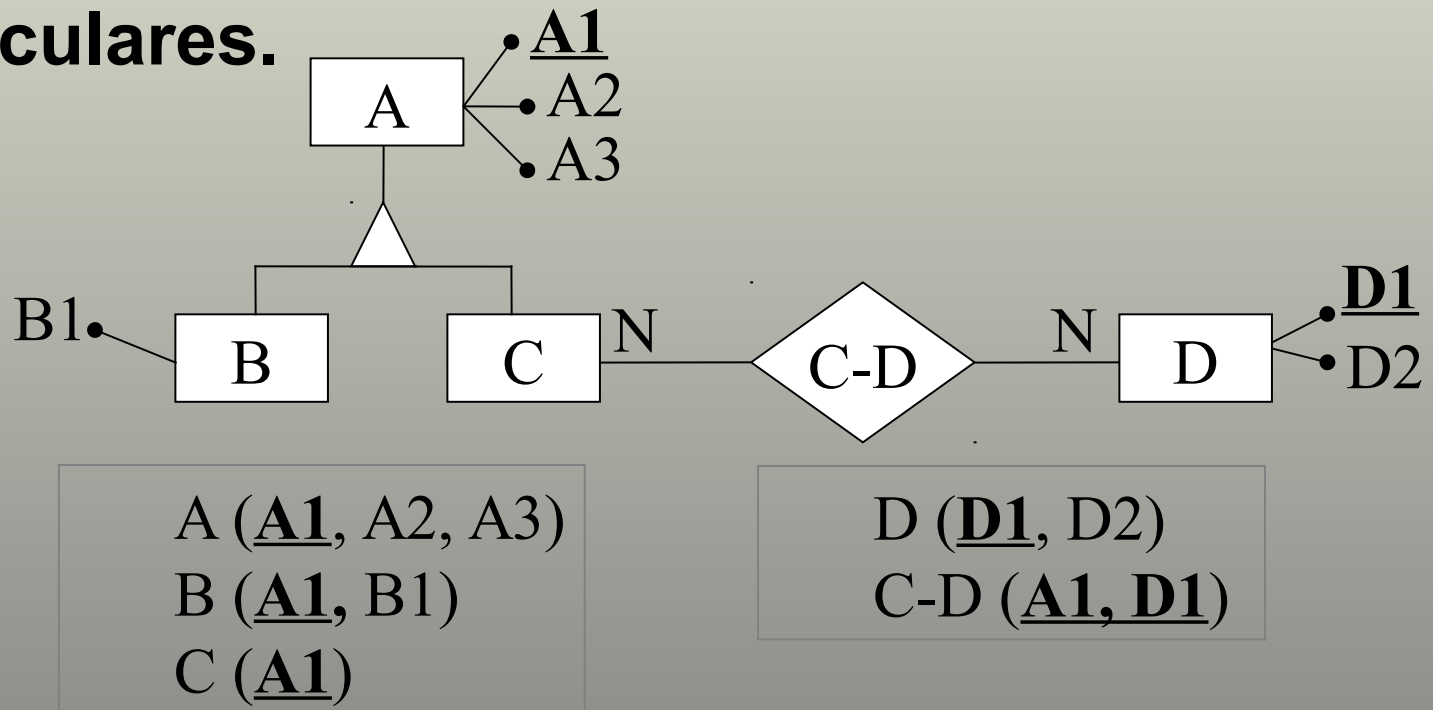 culares.
A1
A
A2
A3
B1
B
C
N
C-D
N
D
D1
D2
A (A1, A2, A3)
B (A1, B1)
C (A1)
D (D1, D2)
C-D (A1, D1)